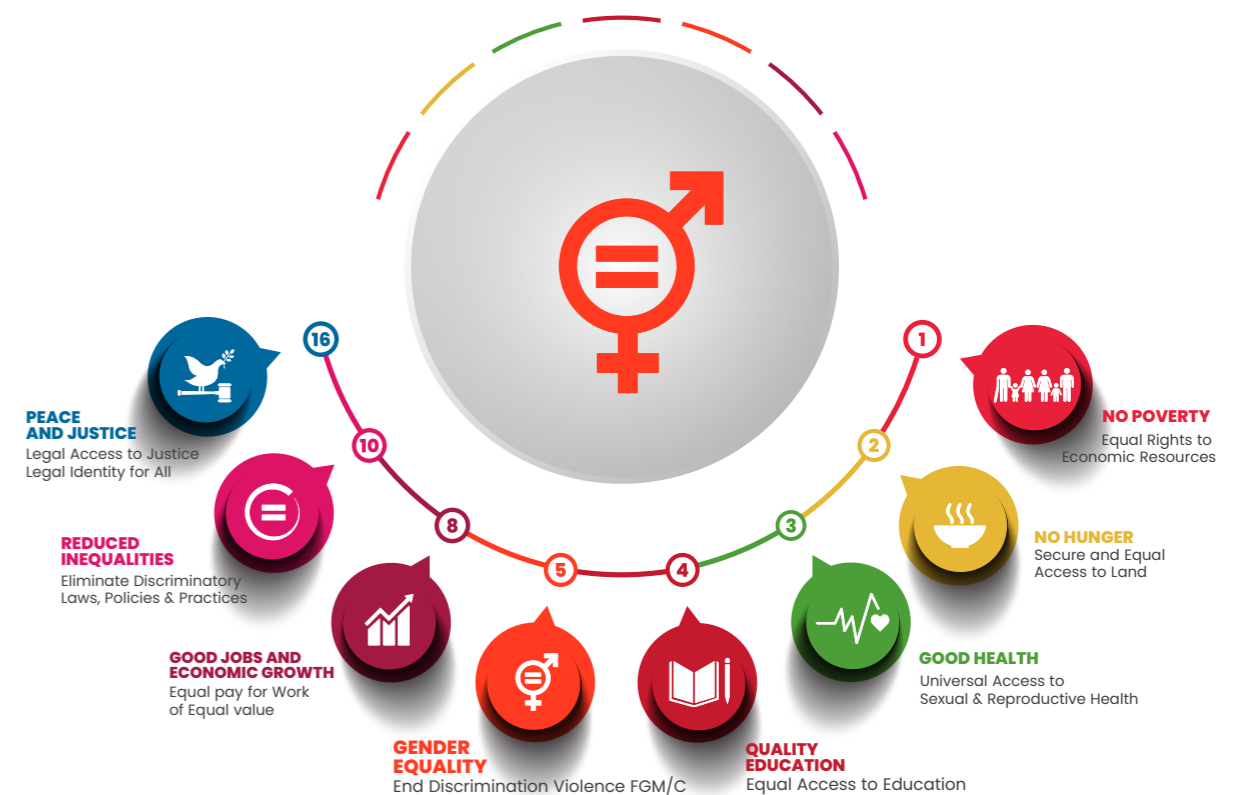 16
1
PEACE
AND JUSTICE
Legal Access to Justice
Legal Identity for All
NO POVERTY
Equal Rights to
Economic Resources
10
2
REDUCED
INEQUALITIES
Eliminate Discriminatory
Laws, Policies & Practices
NO HUNGER
Secure and Equal
Access to Land
8
3
GOOD JOBS AND
ECONOMIC GROWTH
Equal pay for Work
of Equal value
GOOD HEALTH
Universal Access to
Sexual & Reproductive Health
5
4
GENDER
EQUALITY
End Discrimination Violence FGM/C
QUALITY
EDUCATION
Equal Access to Education